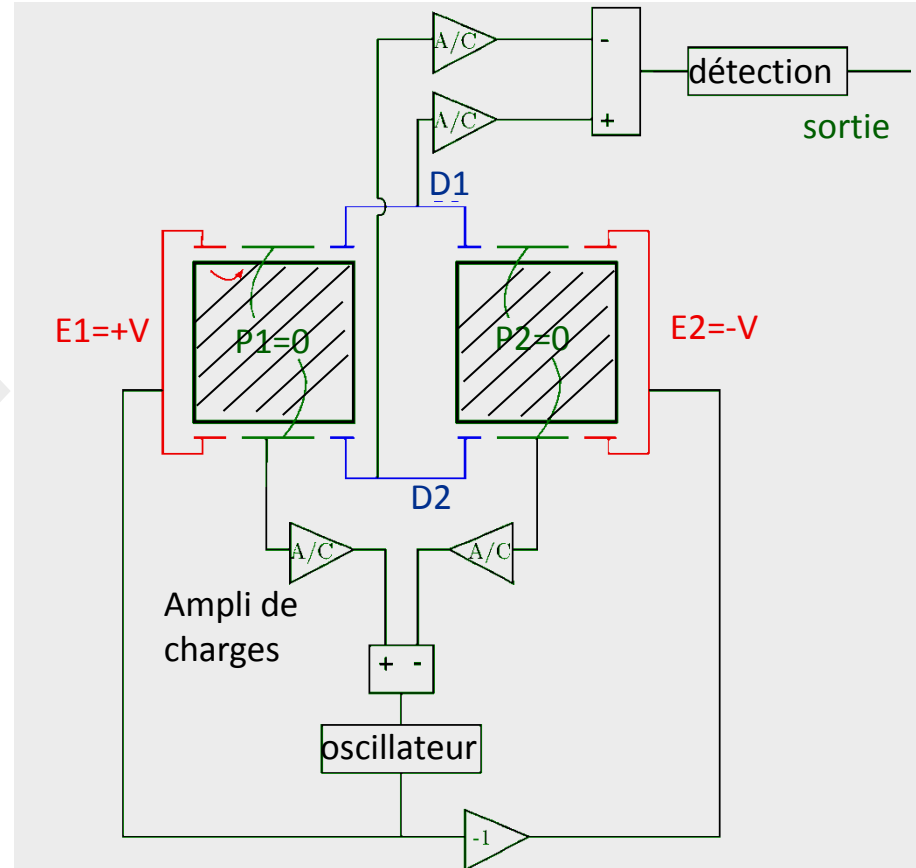 A/C
-
détection
A/C
+
sortie
D1
E1=+V
P1=0
P2=0
E2=-V
D2
A/C
A/C
Ampli de
charges
+ -
oscillateur
-1